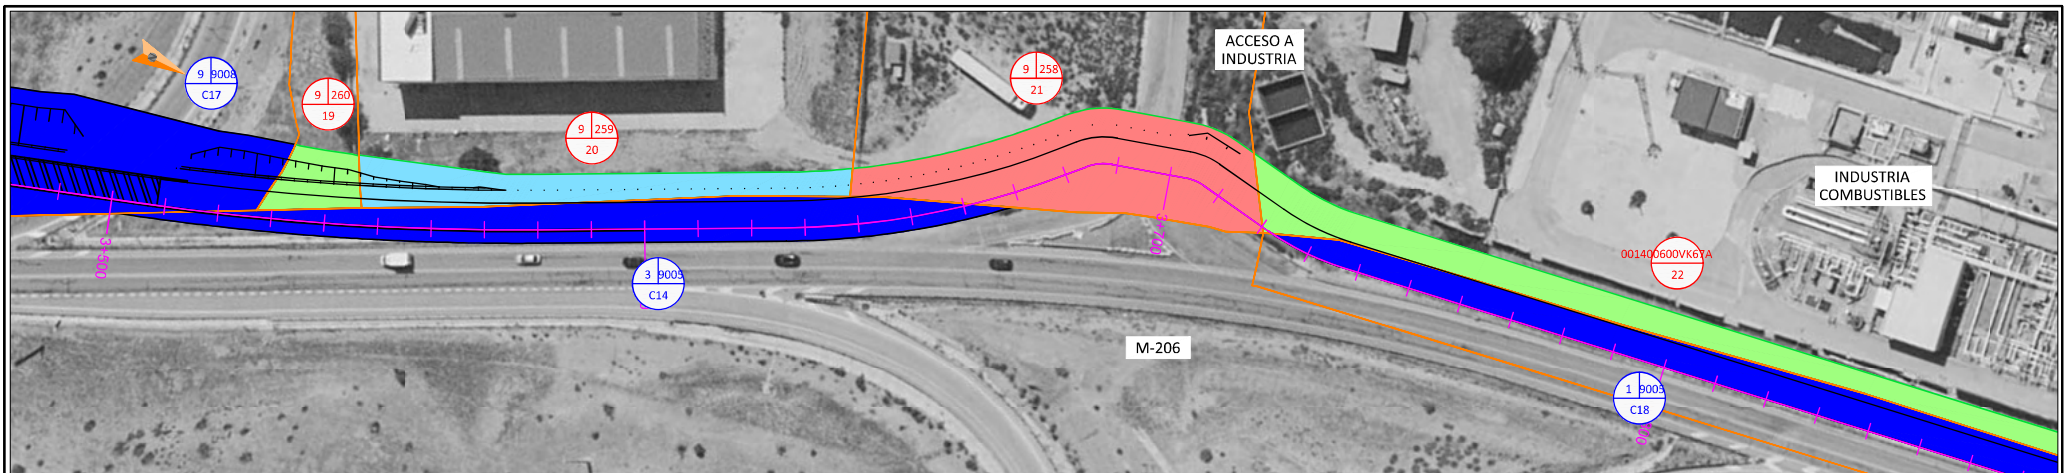 ACCESO A
INDUSTRIA
9 9008
C17
9 260
19
9 259
20
9 258
21
INDUSTRIA
COMBUSTIBLES
001400600VK67A
22
3+500
3+700
3 9005
C14
M-206
1 9005
C18